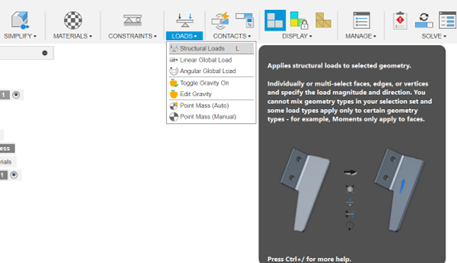 SIMPLIFY
MATERIALS
CONSTRAINTS
LOADS
CONTACTS
DISPLAY
MANAGE
SOLVE
Structural Loads L
Linear Global Load
Angular Global Load
Toggle Gravity On
Edit Gravity
Point Mass (Auto)
Point Mass (Manual)
1
ess
rials
1
Applies structural loads to selected geometry.
Individually or multi-select faces, edges, or vertices
and specify the load magnitude and direction. You
cannot mix geometry types in your selection set and
some load types apply only to certain geometry
types - for example, Moments only apply to faces.
Press Ctrl+/ for more help.